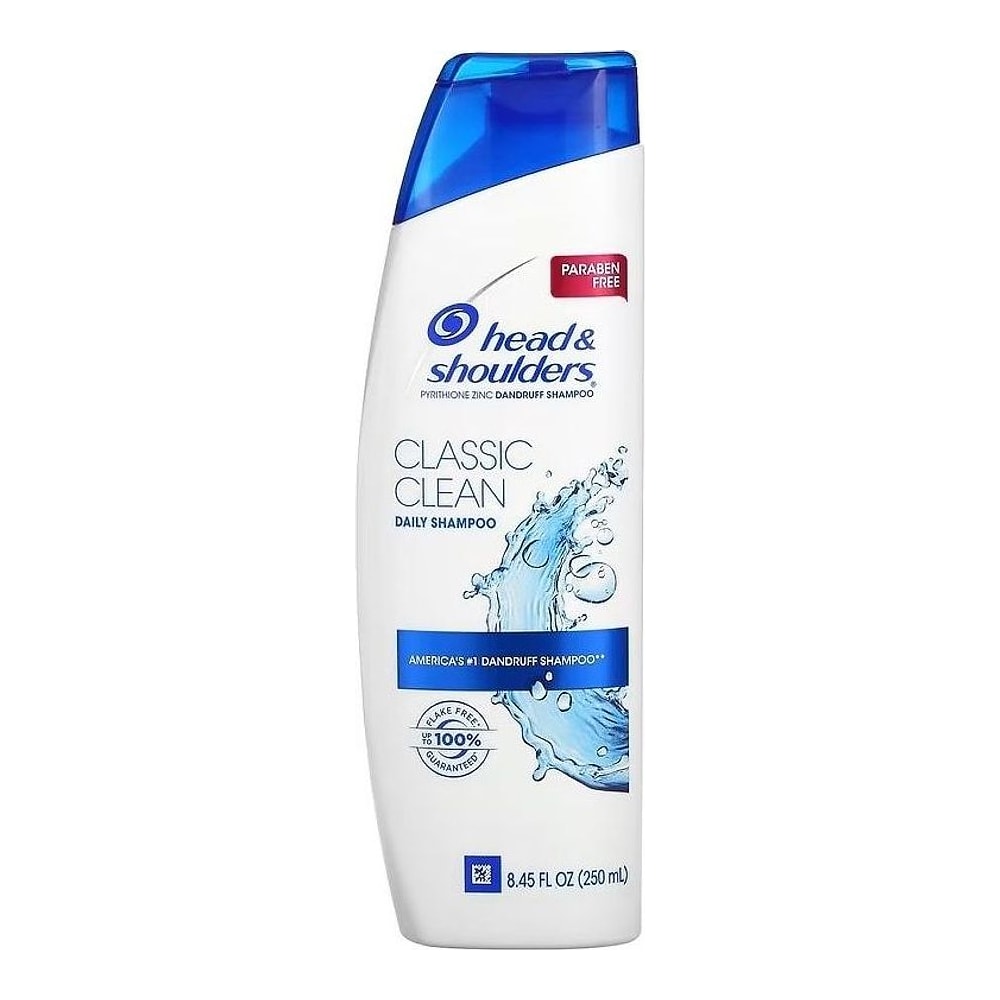 PARABEN
FREE
head &
shoulders®
PYRITHIONE ZINC DANDRUFF SHAMPOO
CLASSIC
CLEAN
DAILY SHAMPOO
AMERICA'S #1 DANDRUFF SHAMPOO**
FLAKE FREE*
UP TO 100%
GUARANTEED*
8.45 FL OZ (250 mL)